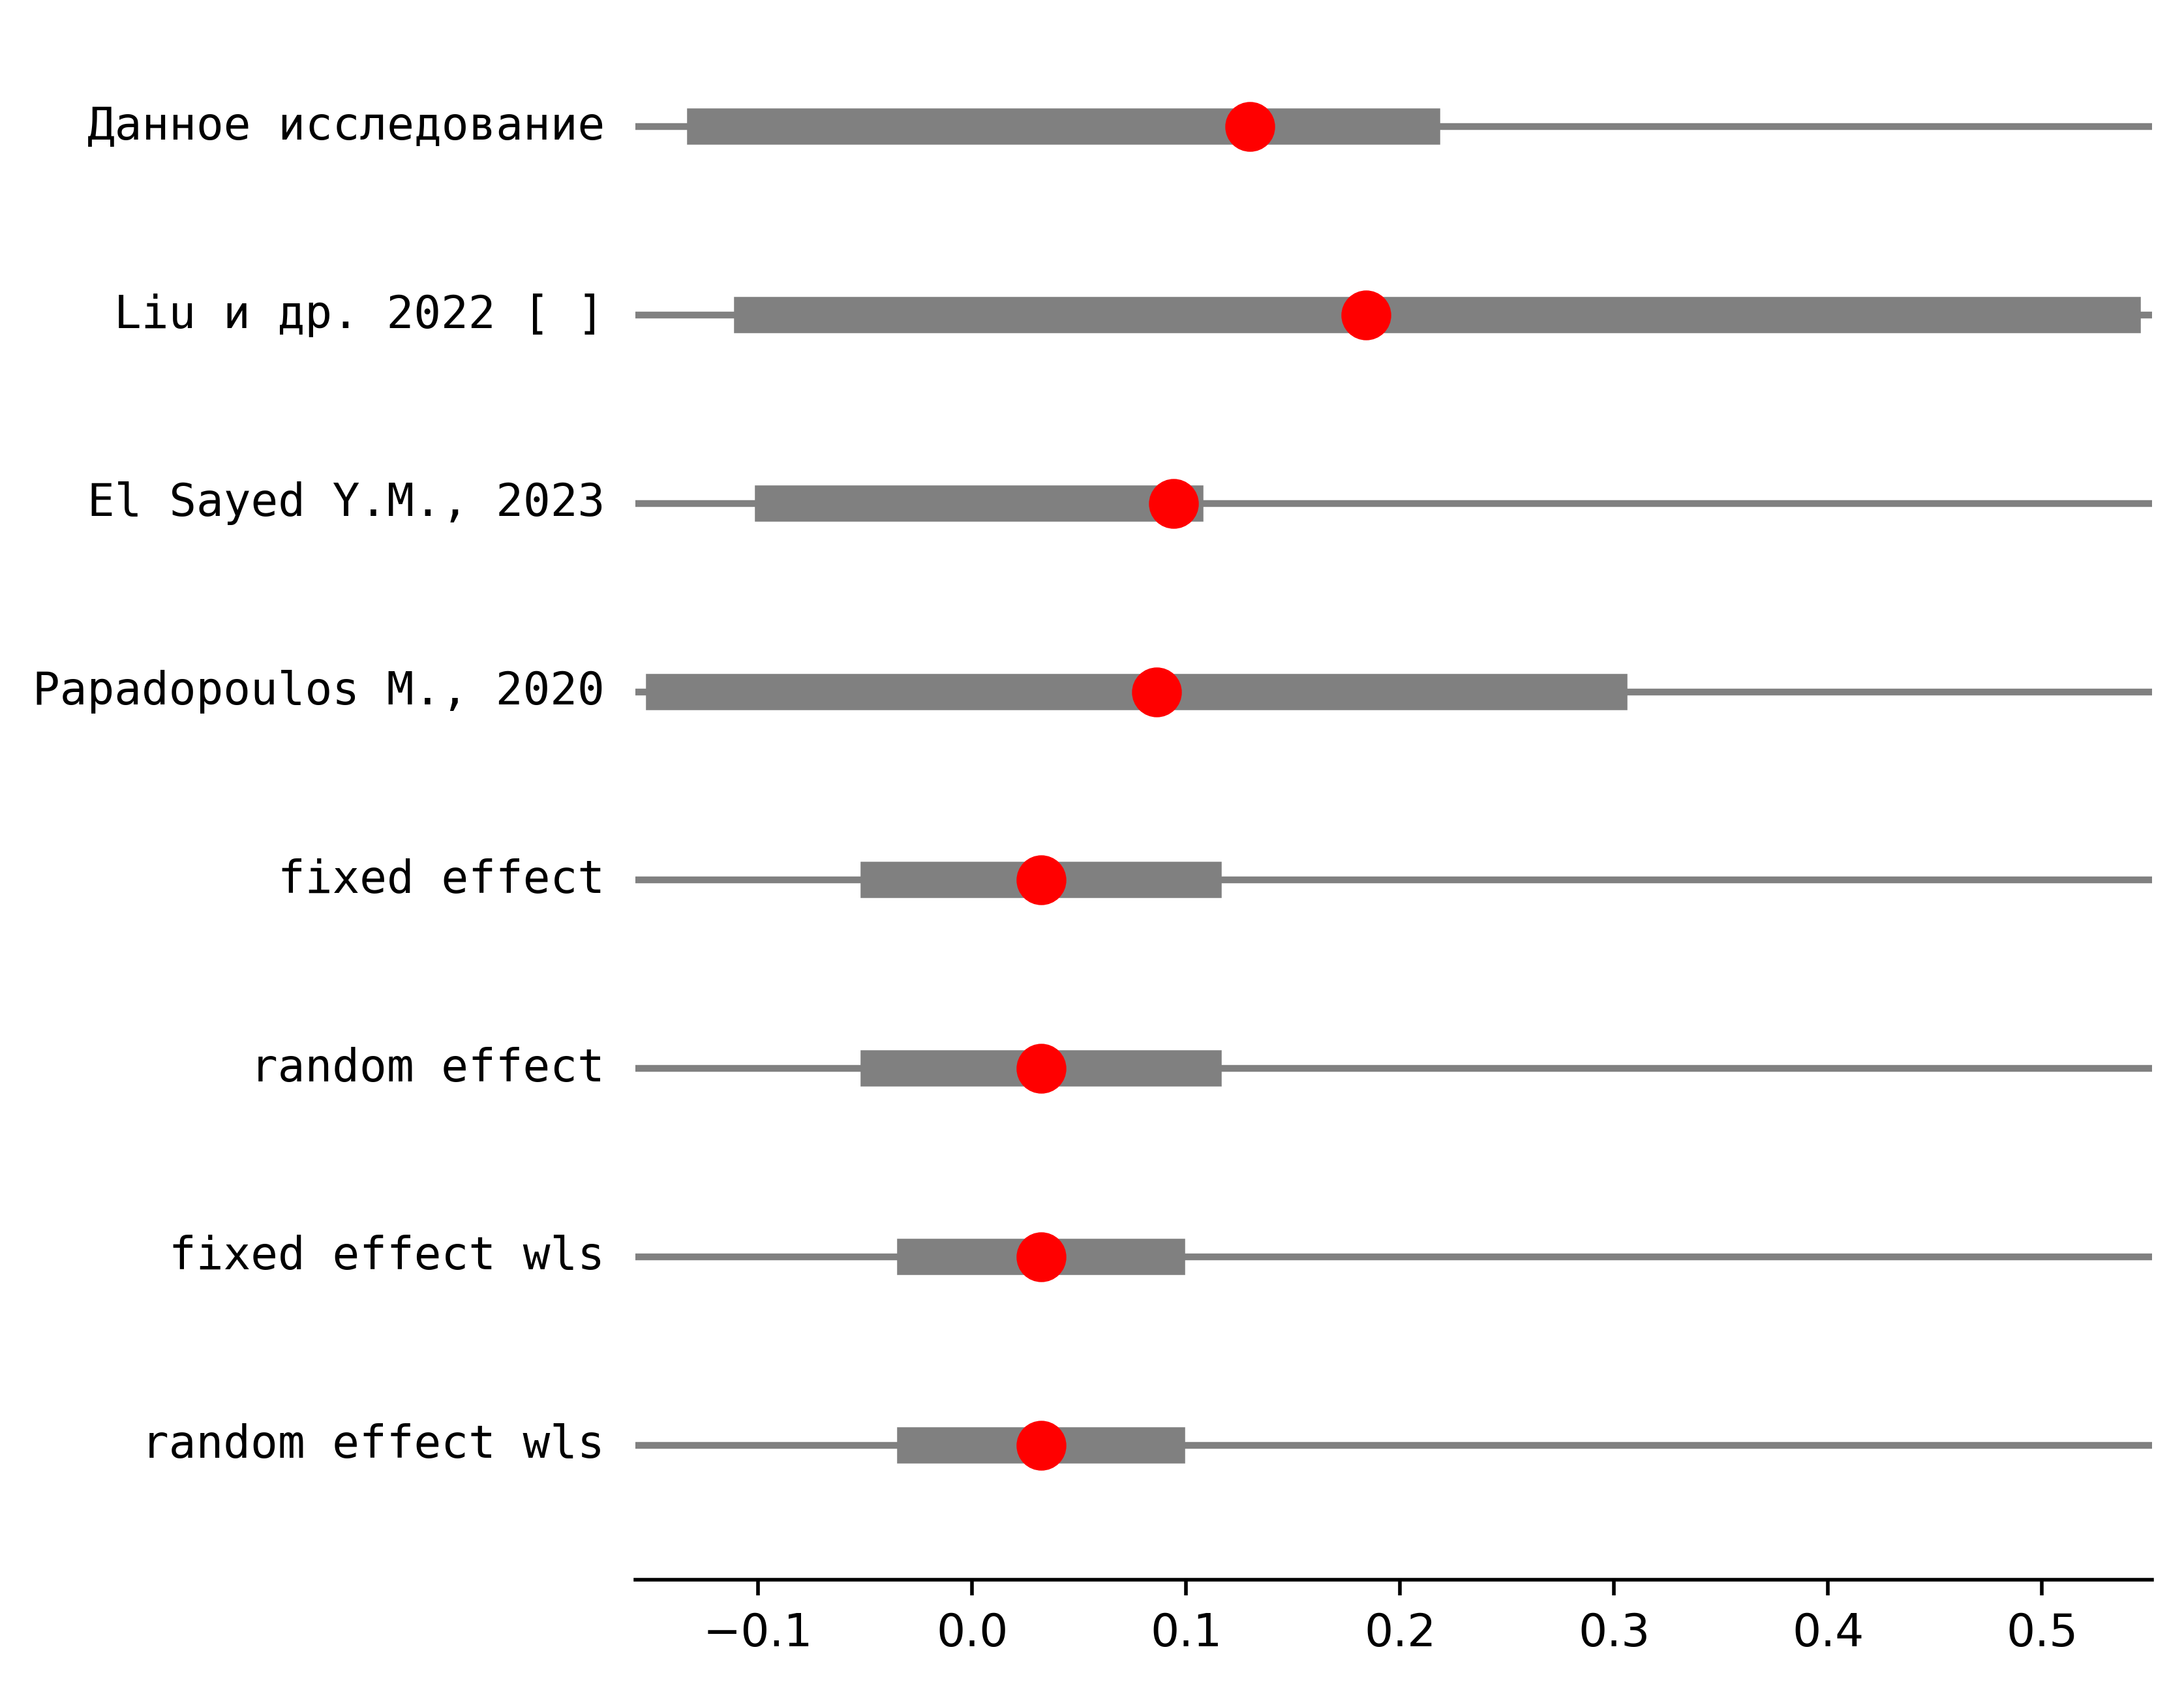 Данное исследование
Liu и др. 2022 [ ]
El Sayed Y.M., 2023
Papadopoulos M., 2020
fixed effect
random effect
fixed effect wls
random effect wls
−0.1 0.0 0.1 0.2 0.3 0.4 0.5